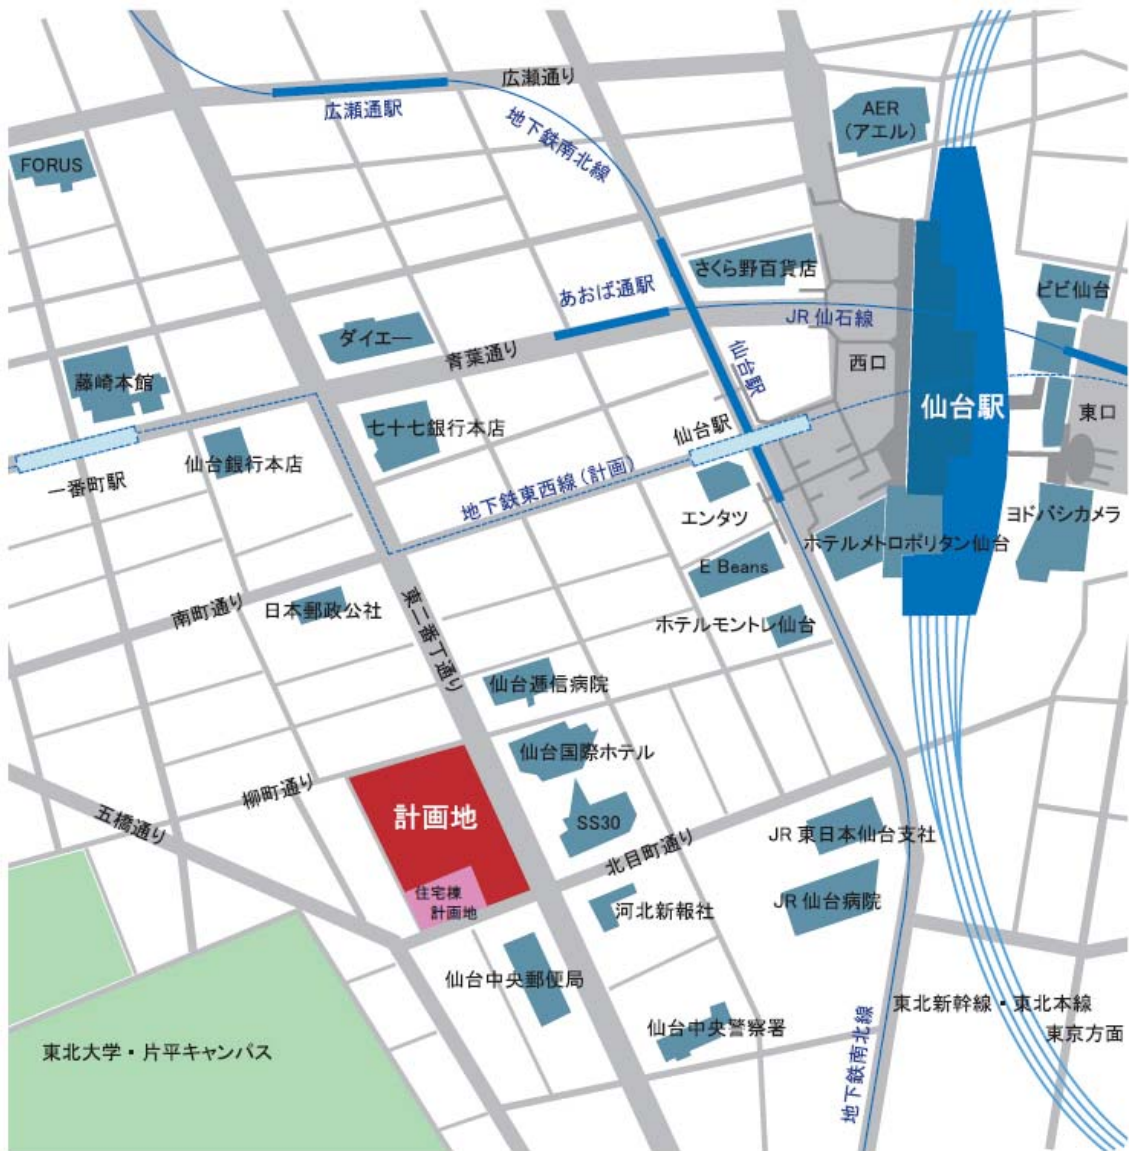 広瀬通り
広瀬通駅
AER
(アエル)
地下鉄南北線
FORUS
さくら野百貨店
あおば通駅
ビビ仙台
JR 仙石線
ダイエー
青葉通り
仙台駅
西口
藤崎本館
仙台駅
東口
七十七銀行本店
仙台駅
仙台銀行本店
一番町駅
地下鉄東西線(計画)
エンタツ
ヨドバシカメラ
ホテルメトロポリタン仙台
E Beans
東二番丁通り
南町通り
日本郵政公社
ホテルモントレ仙台
仙台逓信病院
仙台国際ホテル
柳町通り
計画地
五橋通り
SS30
北目町通り
JR 東日本仙台支社
住宅棟
計画地
河北新報社
JR 仙台病院
仙台中央郵便局
東北新幹線・東北本線
東京方面
仙台中央警察署
地下鉄南北線
東北大学・片平キャンパス